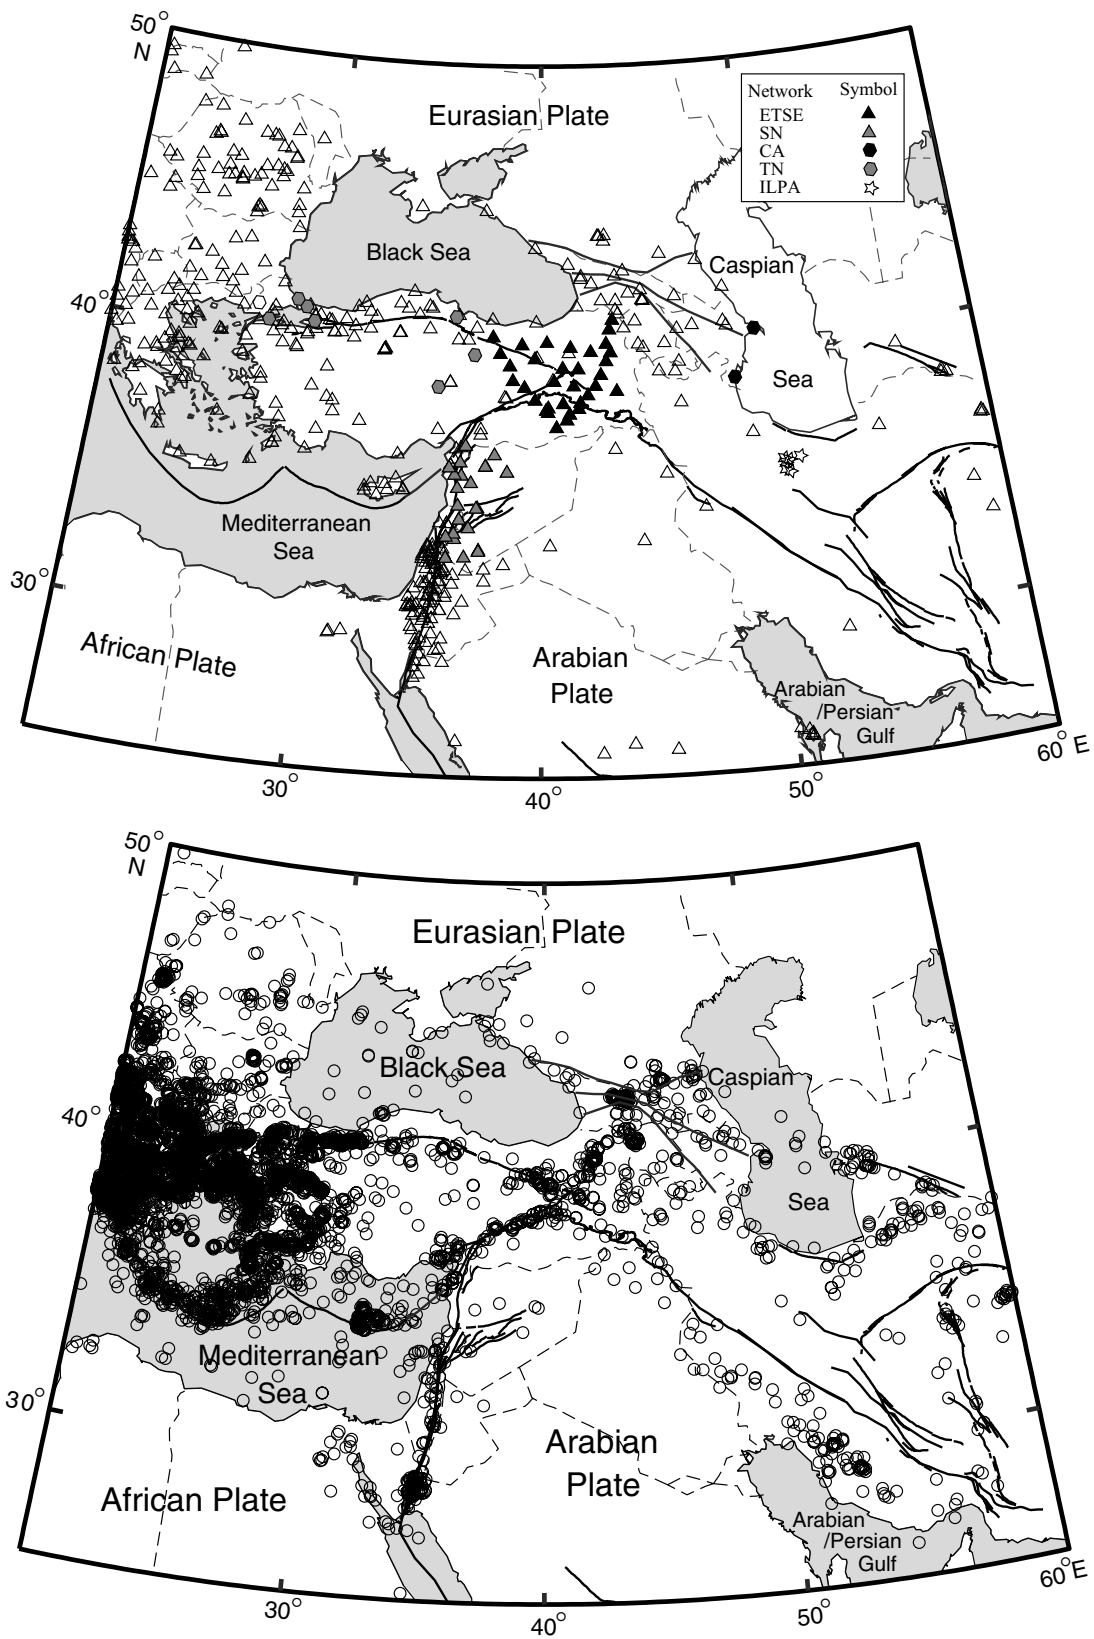 50°
N
Eurasian Plate
Network Symbol
ETSE
SN
CA
TN
ILPA
Black Sea
Caspian
40°
Sea
Mediterranean
Sea
30°
African Plate
Arabian
Plate
Arabian
/Persian
Gulf
60°E
30°
40°
50°
50°
N
Eurasian Plate
Black Sea
Caspian
40°
Sea
Mediterranean
Sea
30°
African Plate
Arabian
Plate
Arabian
/Persian
Gulf
60°E
30°
40°
50°